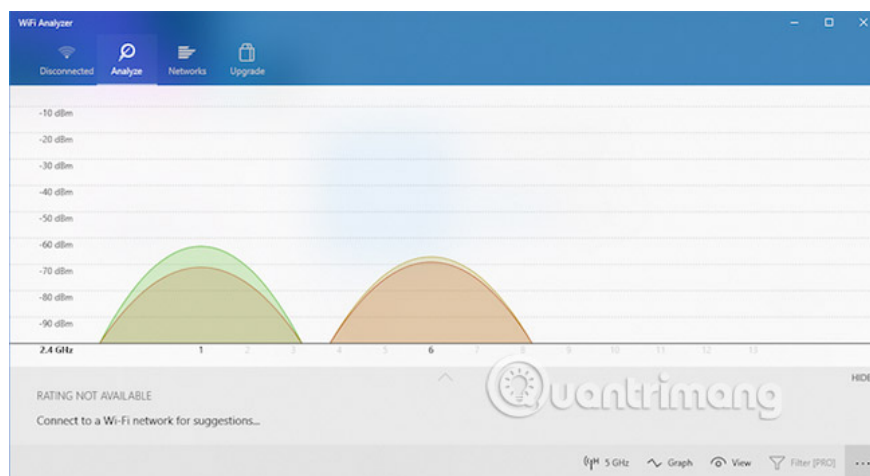 WiFi Analyzer
Disconnected Analyze Networks Upgrade
-10 dBm
-20 dBm
-30 dBm
-40 dBm
-50 dBm
-60 dBm
-70 dBm
-80 dBm
-90 dBm
2.4 GHz 1 2 3 4 5 6 7 8 9 10 11 12 13
HIDE
RATING NOT AVAILABLE
Connect to a Wi-Fi network for suggestions...
Quantrimang
5 GHz Graph View Filter [PRO] ...